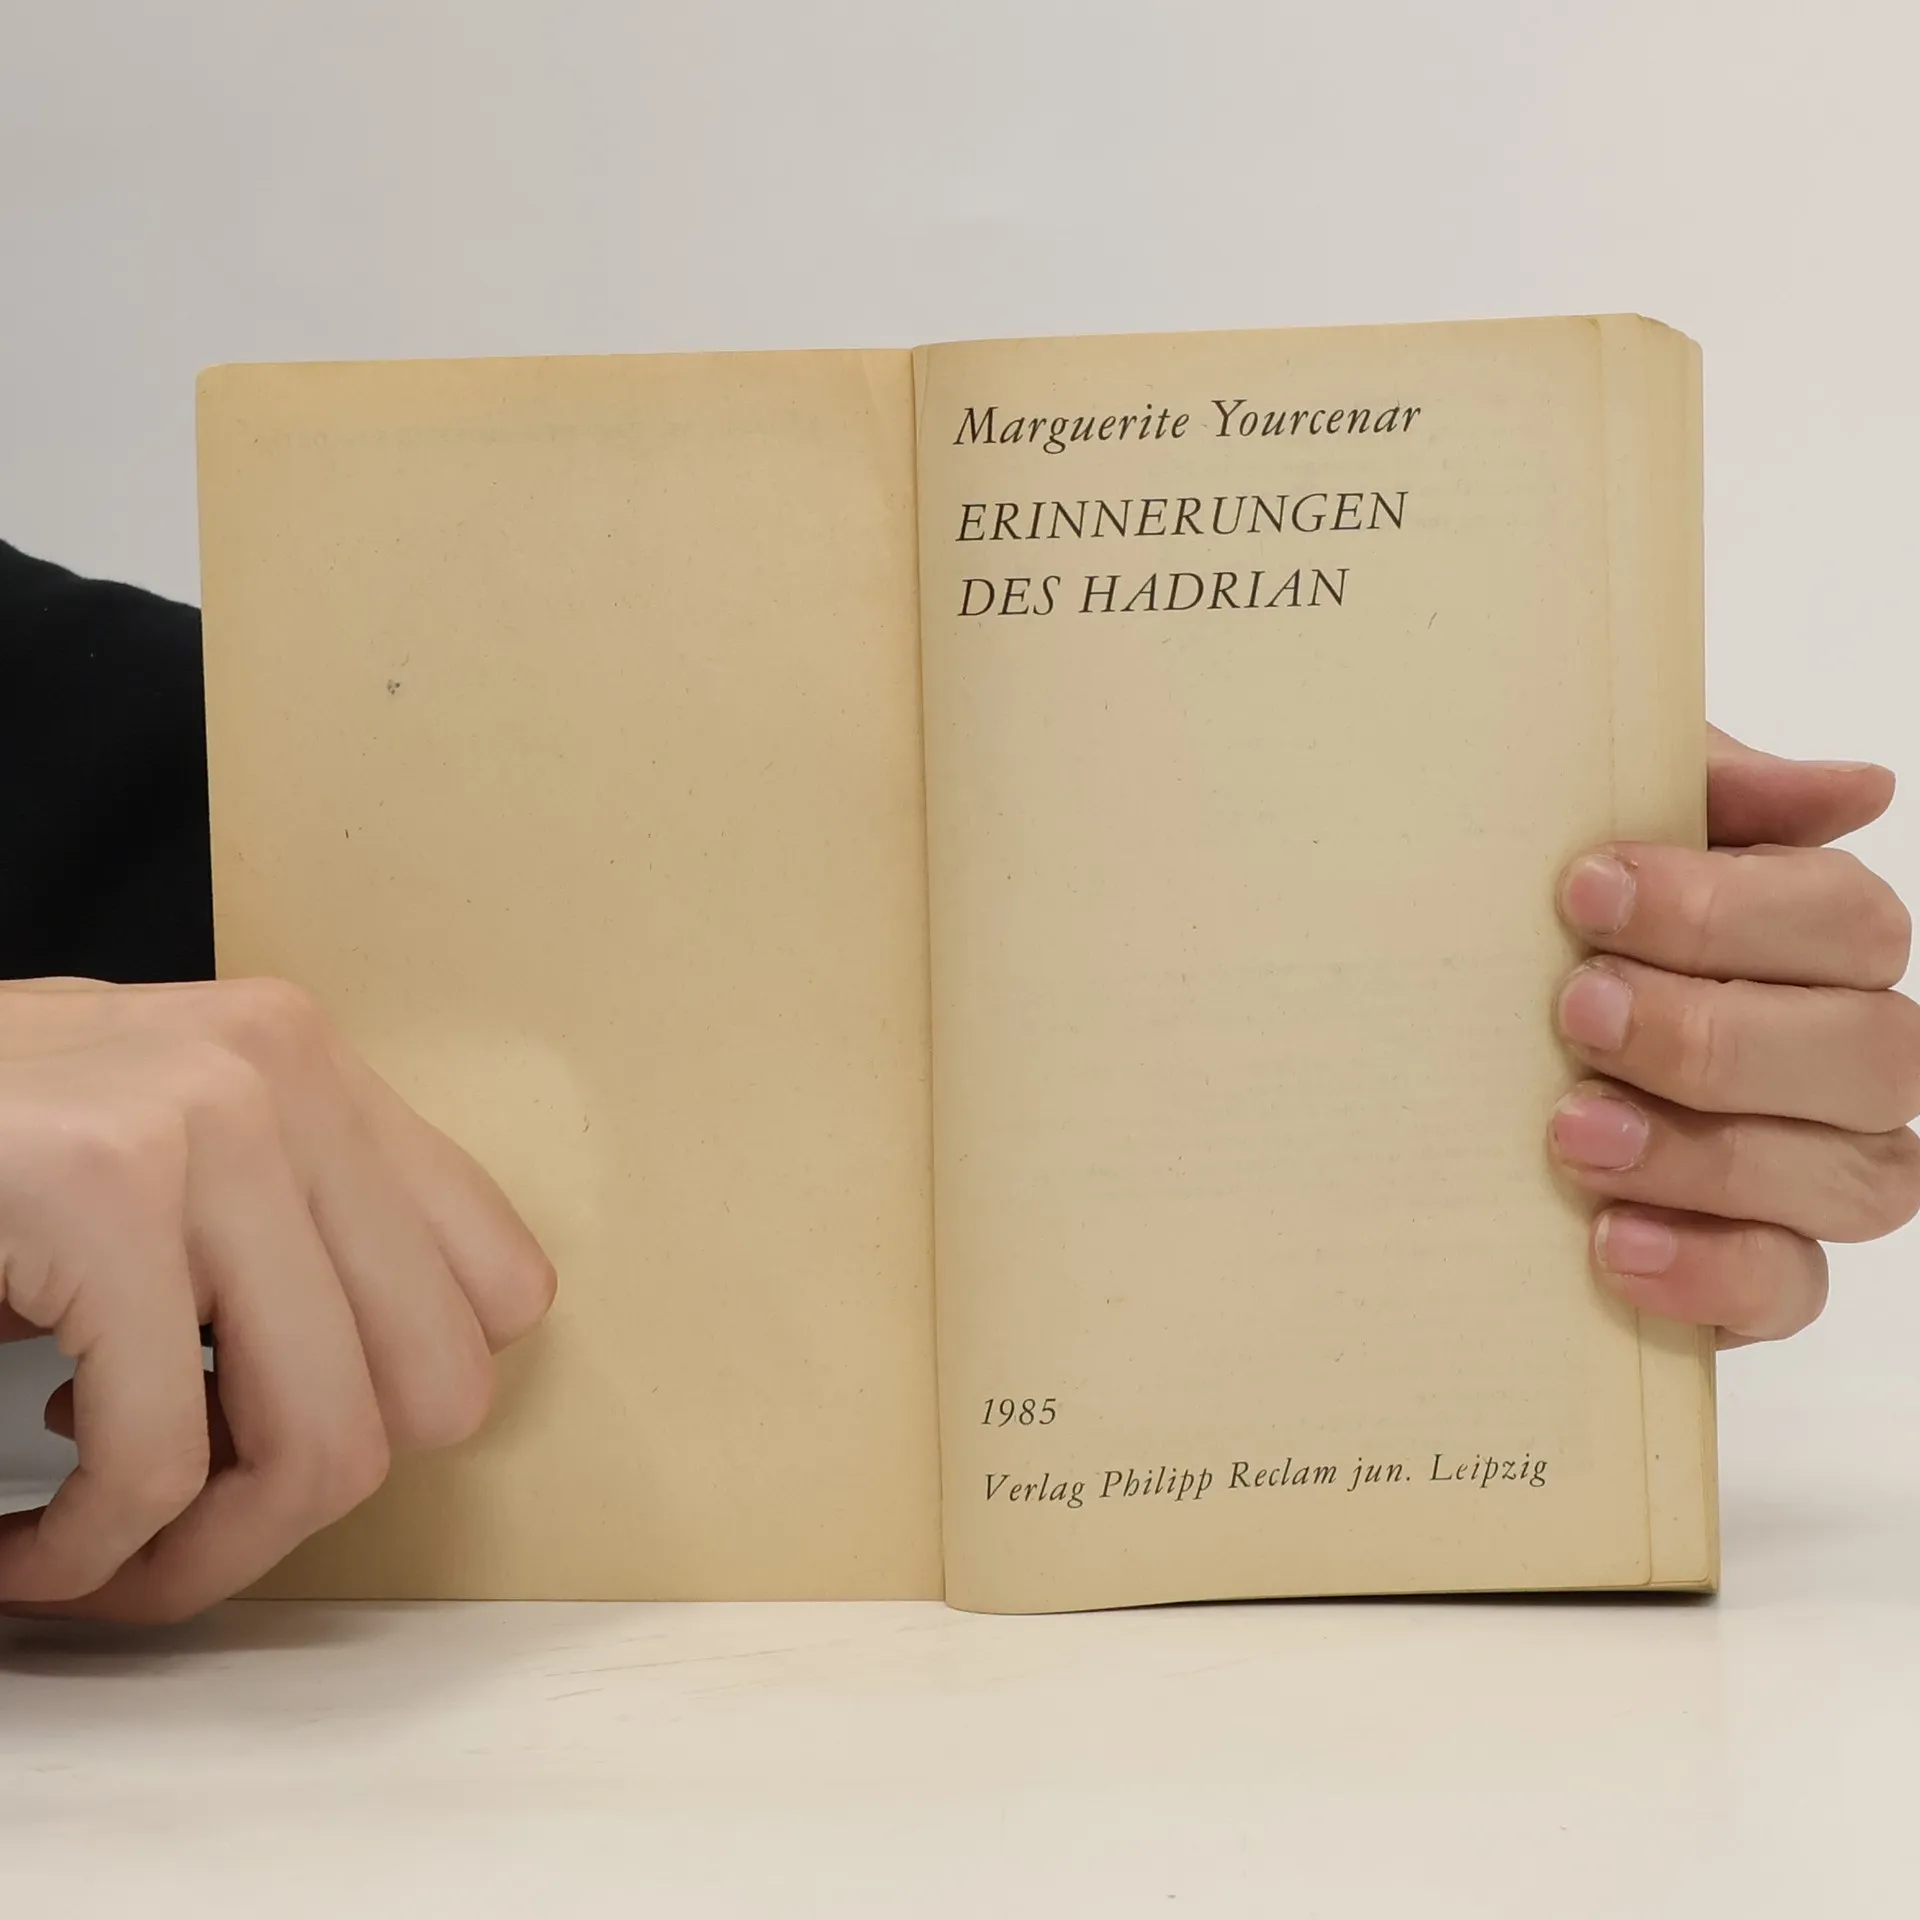 Marguerite Yourcenar
ERINNERUNGEN
DES HADRIAN
1985
Verlag Philipp Reclam jun. Leipzig